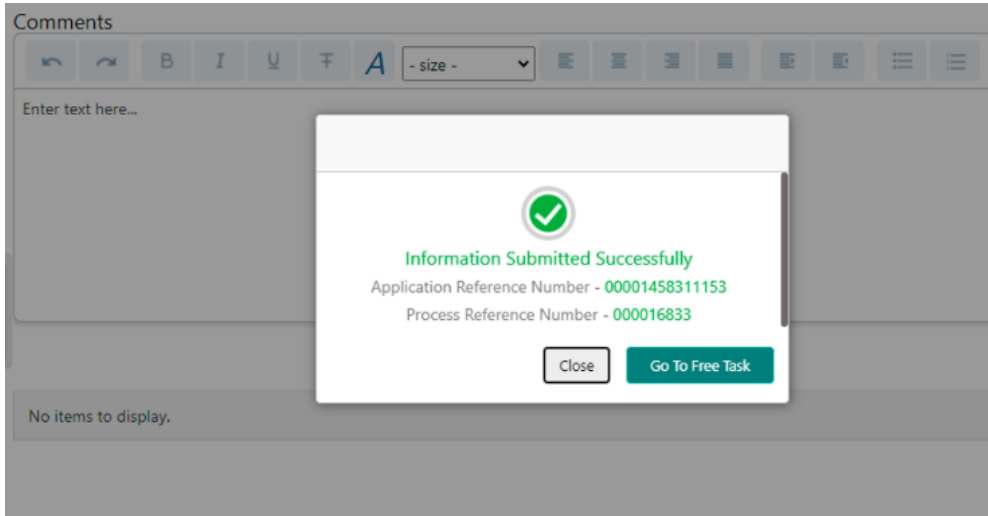 Comments
B I U T A - size -
Enter text here...
Information Submitted Successfully
Application Reference Number - 00001458311153
Process Reference Number - 000016833
Close Go To Free Task
No items to display.